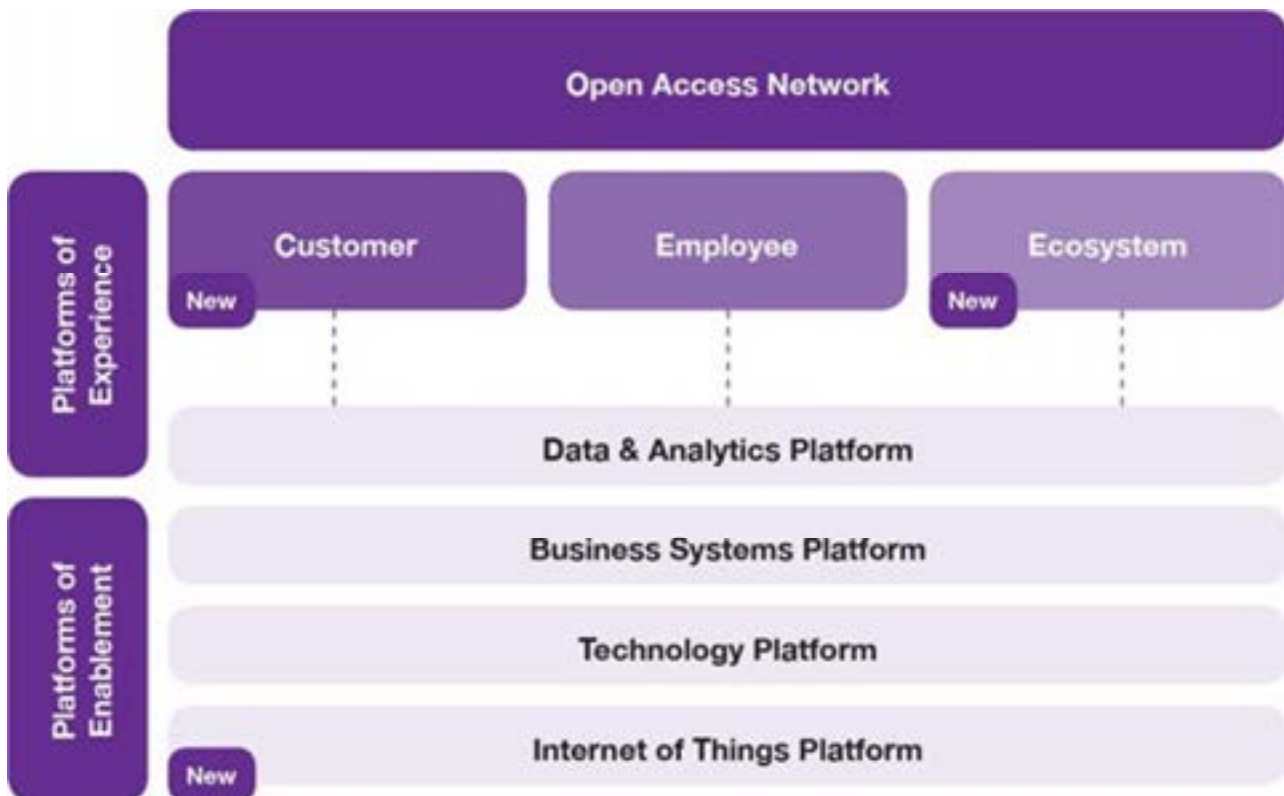 Open Access Network
Platforms of
Experience
Customer
New
Employee
Ecosystem
New
Data & Analytics Platform
Platforms of
Enablement
Business Systems Platform
Technology Platform
Internet of Things Platform
New